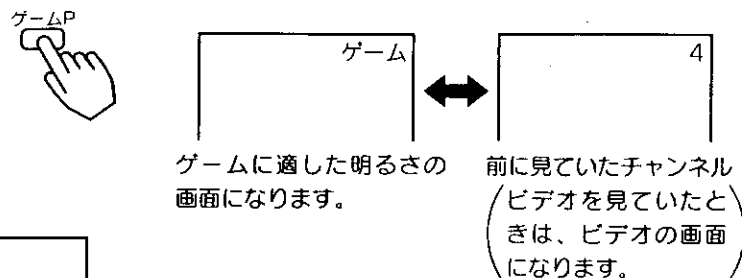 ゲームP
ゲーム
4
ゲームに適した明るさの
画面になります。
前に見ていたチャンネル
(ビデオを見ていたと
きは、ビデオの画面
になります。)